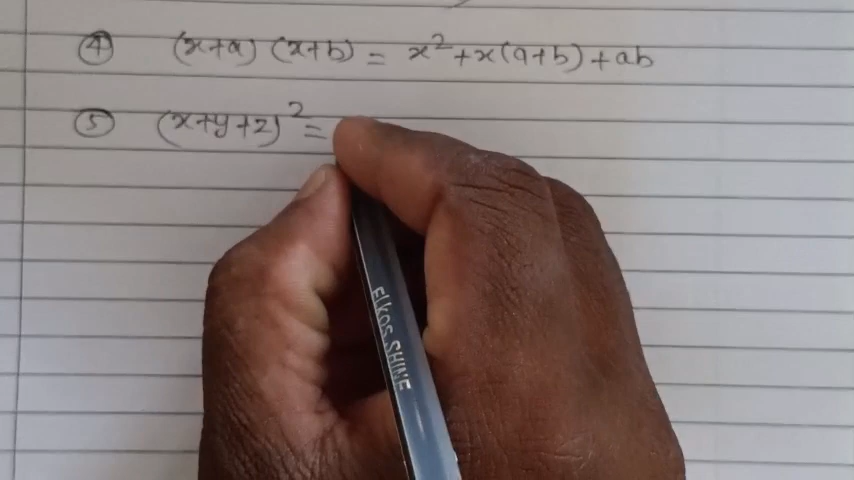 ④ (x+a) (x+b) = x²+x(a+b)+ab
⑤ (x+y+z)² =
ELKOS SHINE